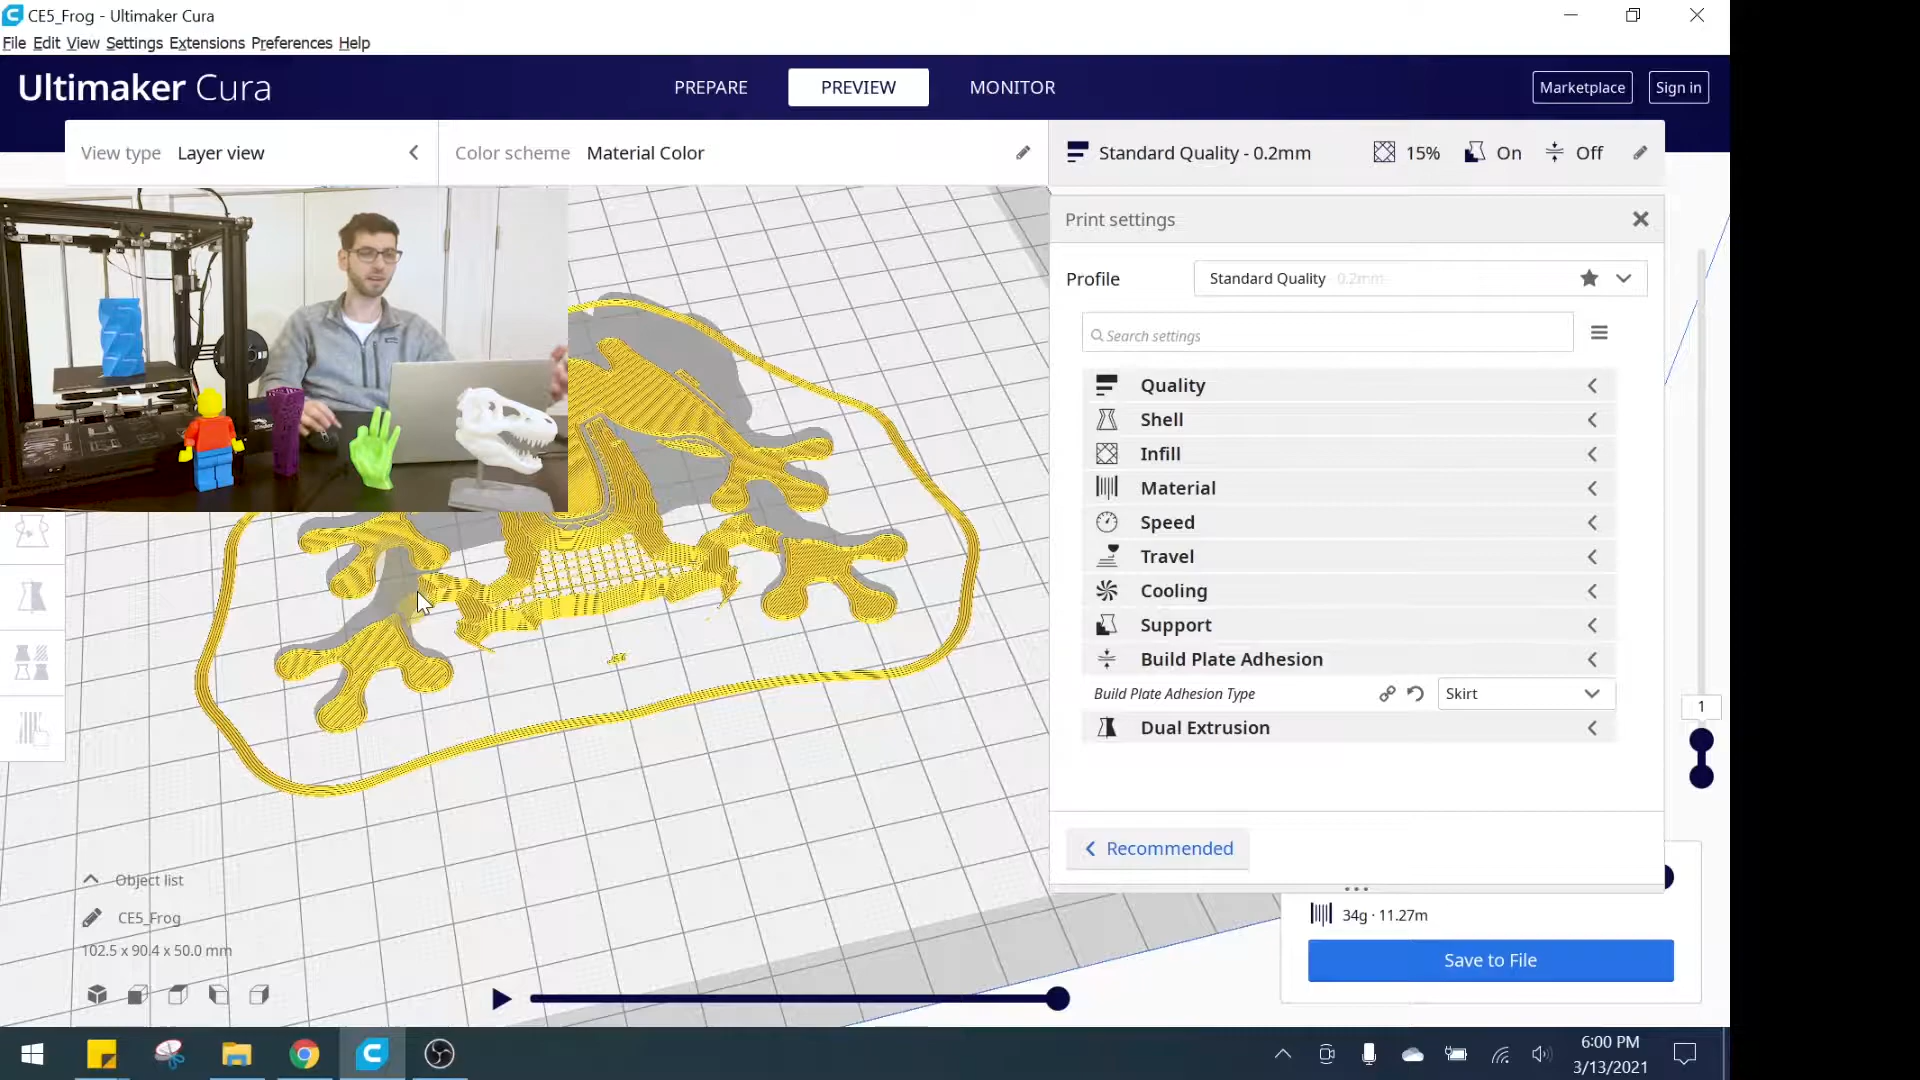 CE5_Frog - Ultimaker Cura
File Edit View Settings Extensions Preferences Help
Ultimaker Cura
PREPARE PREVIEW MONITOR
Marketplace Sign in
View type Layer view
Color scheme Material Color
Standard Quality - 0.2mm 15% On Off
Print settings
Profile Standard Quality - 0.2mm
Search settings
Quality
Shell
Infill
Material
Speed
Travel
Cooling
Support
Build Plate Adhesion
Build Plate Adhesion Type Skirt
Dual Extrusion
1
Recommended
Object list
CE5_Frog
102.5 x 90.4 x 50.0 mm
34g · 11.27m
Save to File
6:00 PM
3/13/2021